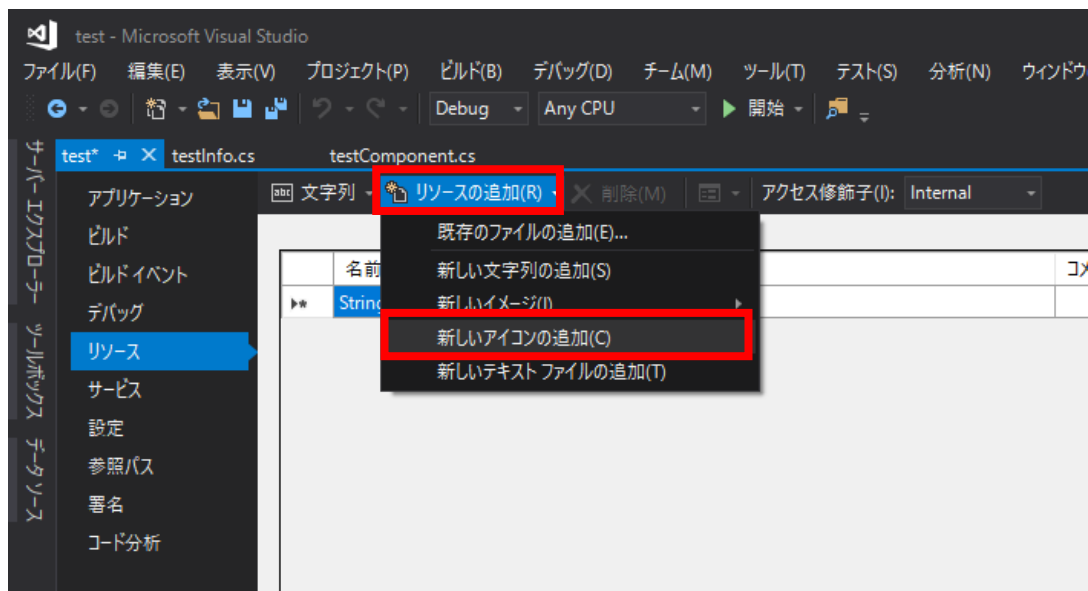 test - Microsoft Visual Studio
ファイル(F) 編集(E) 表示(V) プロジェクト(P) ビルド(B) デバッグ(D) チーム(M) ツール(T) テスト(S) 分析(N) ウィンドウ
Debug Any CPU 開始
サーバー エクスプローラー
ツールボックス
データ ソース
test* testInfo.cs testComponent.cs
アプリケーション
ビルド
ビルド イベント
デバッグ
リソース
サービス
設定
参照パス
署名
コード分析
abc 文字列 リソースの追加(R) 削除(M) アクセス修飾子(I): Internal
既存のファイルの追加(E)...
新しい文字列の追加(S)
新しいイメージ(I)
新しいアイコンの追加(C)
新しいテキスト ファイルの追加(T)
名前 コメ
String